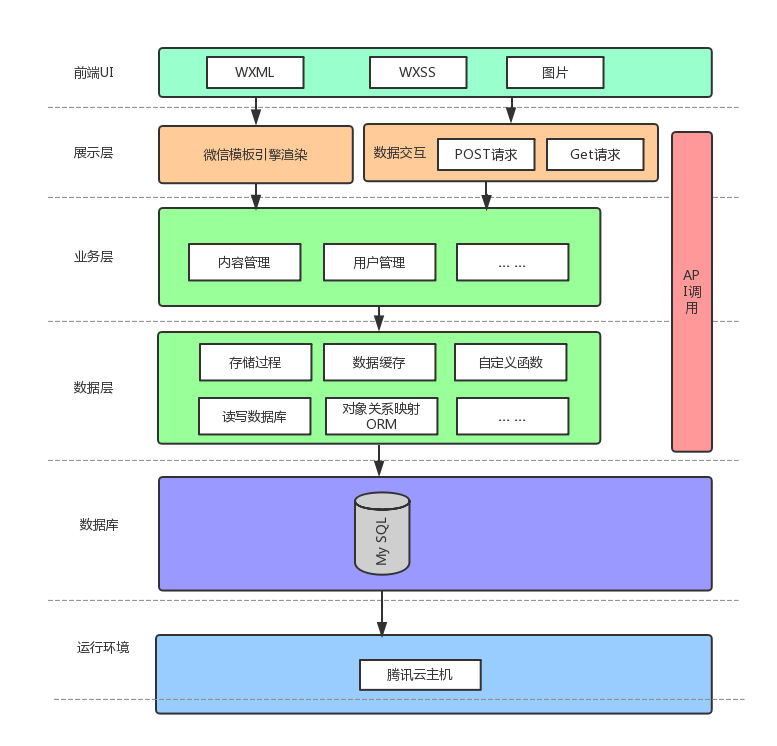 前端UI
WXML
WXSS
图片
展示层
微信模板引擎渲染
数据交互
POST请求
Get请求
业务层
内容管理
用户管理
... ...
AP
I调
用
数据层
存储过程
数据缓存
自定义函数
读写数据库
对象关系映射
ORM
... ...
数据库
My SQL
运行环境
腾讯云主机